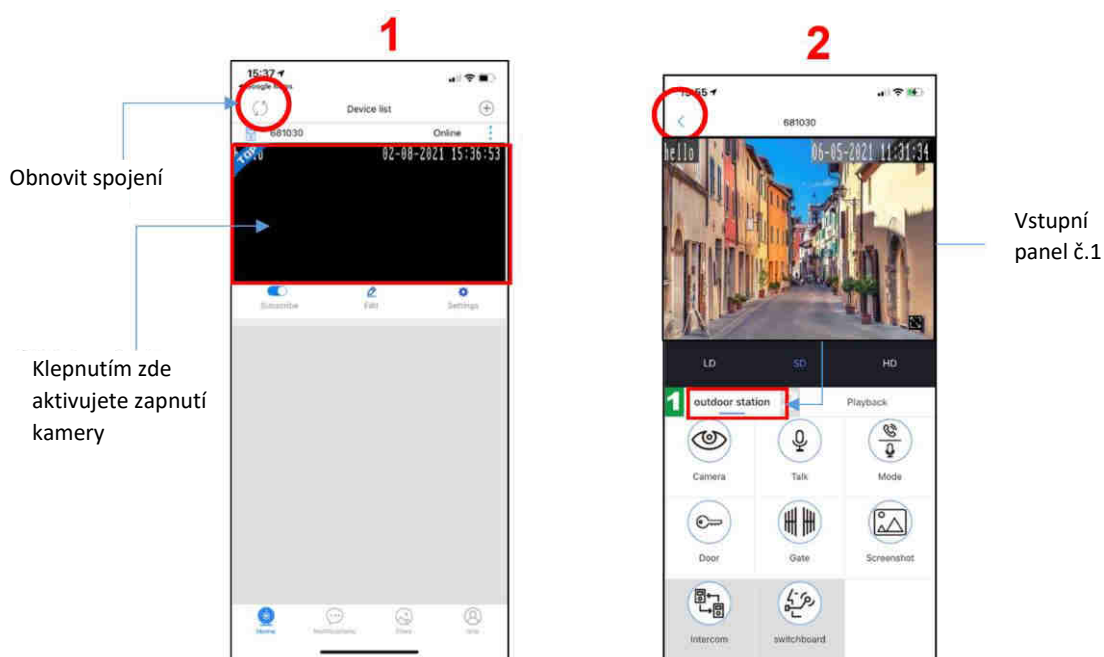 1
15:37
Device list
681030
Online
TOP
02-08-2021 15:36:53
Obnovit spojení
Klepnutím zde
aktivujete zapnutí
kamery
Subscribe
Edit
Settings
Home
2
681030
hello
06-05-2021 11:31:34
Vstupní
panel č.1
LD
SD
HD
1
outdoor station
Playback
Camera
Talk
Mode
Door
Gate
Screenshot
Intercom
switchboard